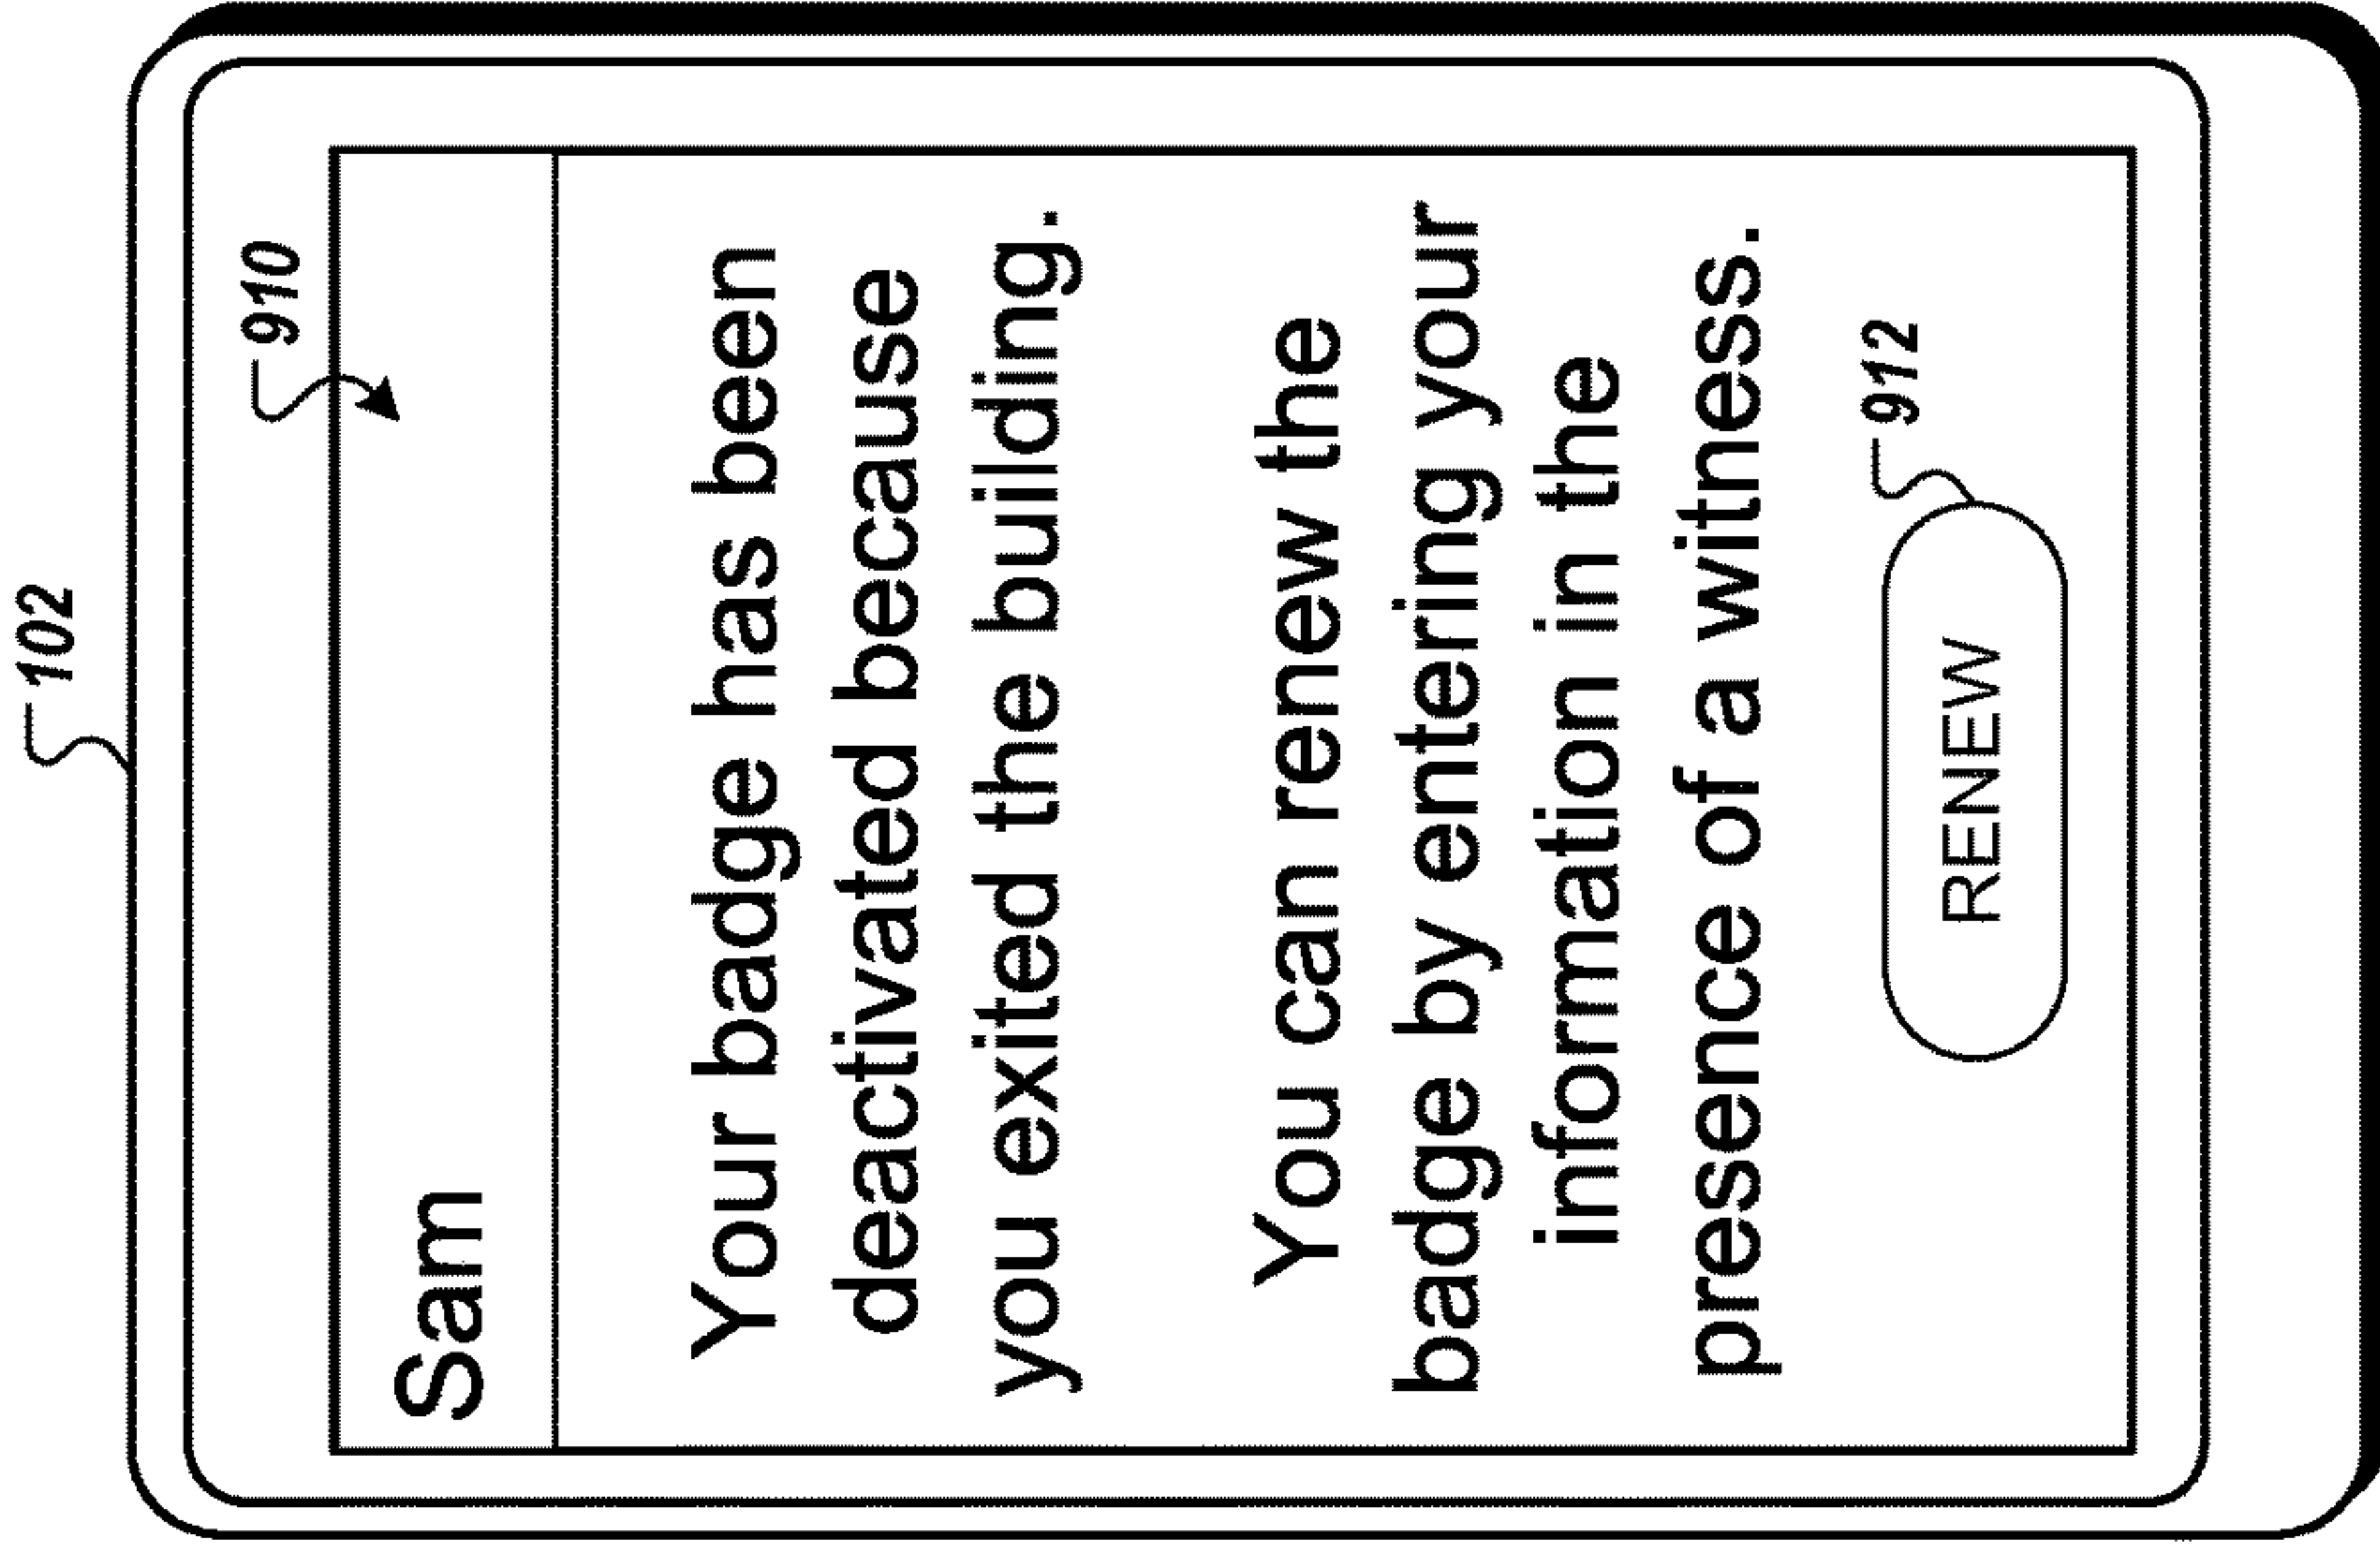 102
910
Sam
Your badge has been
deactivated because
you exited the building.
You can renew the
badge by entering your
information in the
presence of a witness.
912
RENEW